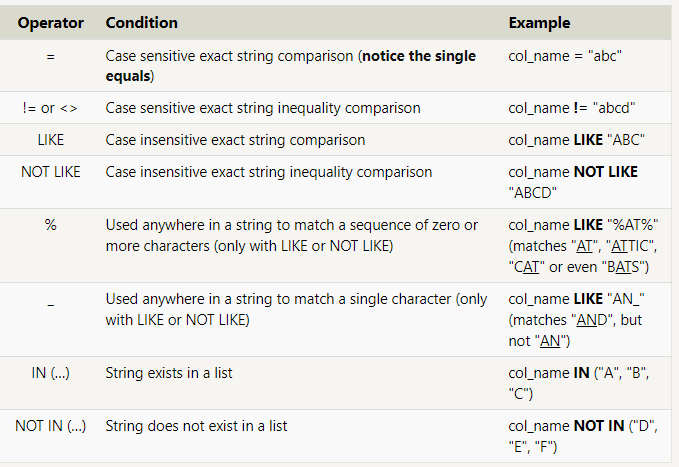 Operator Condition Example
= Case sensitive exact string comparison (notice the single col_name = "abc"
equals)
!= or <> Case sensitive exact string inequality comparison col_name != "abcd"
LIKE Case insensitive exact string comparison col_name LIKE "ABC"
NOT LIKE Case insensitive exact string inequality comparison col_name NOT LIKE
"ABCD"
% Used anywhere in a string to match a sequence of zero or col_name LIKE "%AT%"
more characters (only with LIKE or NOT LIKE) (matches "AT", "ATTIC",
"CAT" or even "BATS")
_ Used anywhere in a string to match a single character (only col_name LIKE "AN_"
with LIKE or NOT LIKE) (matches "AND", but
not "AN")
IN (...) String exists in a list col_name IN ("A", "B",
"C")
NOT IN (...) String does not exist in a list col_name NOT IN ("D",
"E", "F")